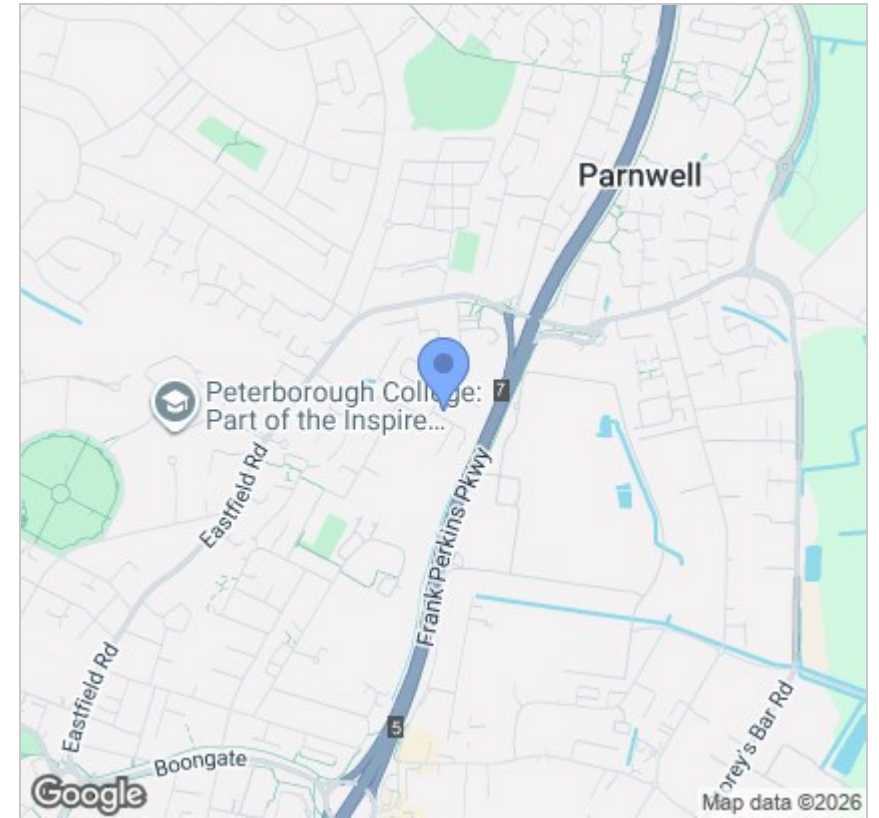 Parnwell
7
Peterborough College:
Part of the Inspire...
Eastfield Rd
Frank Perkins Pkwy
Eastfield Rd
5
Boongate
orey's Bar Rd
Google
Map data ©2026